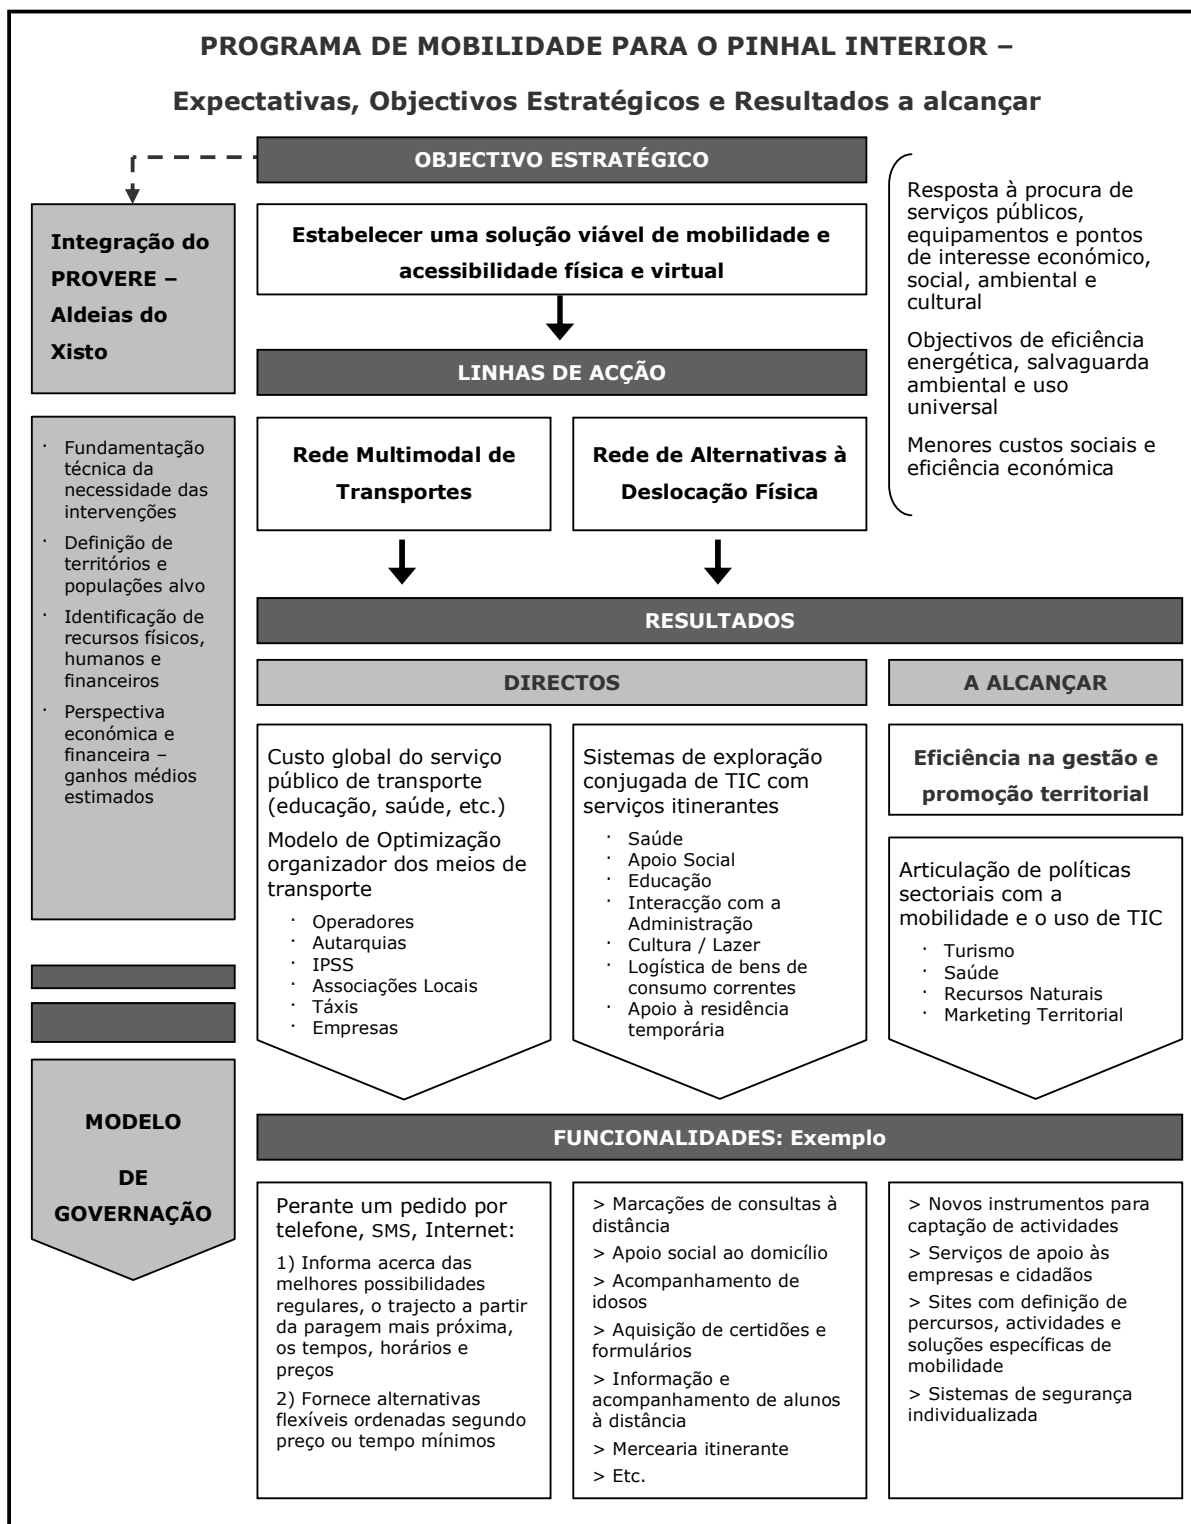 PROGRAMA DE MOBILIDADE PARA O PINHAL INTERIOR –
Expectativas, Objectivos Estratégicos e Resultados a alcançar
OBJECTIVO ESTRATÉGICO
Estabelecer uma solução viável de mobilidade e
acessibilidade física e virtual
Resposta à procura de
serviços públicos,
equipamentos e pontos
de interesse económico,
social, ambiental e
cultural
Objectivos de eficiência
energética, salvaguarda
ambiental e uso
universal
Menores custos sociais e
eficiência económica
Integração do
PROVERE –
Aldeias do
Xisto
· Fundamentação
técnica da
necessidade das
intervenções
· Definição de
territórios e
populações alvo
· Identificação de
recursos físicos,
humanos e
financeiros
· Perspectiva
económica e
financeira –
ganhos médios
estimados
MODELO
DE
GOVERNAÇÃO
LINHAS DE ACÇÃO
Rede Multimodal de
Transportes
Rede de Alternativas à
Deslocação Física
RESULTADOS
DIRECTOS
A ALCANÇAR
Custo global do serviço
público de transporte
(educação, saúde, etc.)
Modelo de Optimização
organizador dos meios de
transporte
· Operadores
· Autarquias
· IPSS
· Associações Locais
· Táxis
· Empresas
Sistemas de exploração
conjugada de TIC com
serviços itinerantes
· Saúde
· Apoio Social
· Educação
· Interacção com a
Administração
· Cultura / Lazer
· Logística de bens de
consumo correntes
· Apoio à residência
temporária
Eficiência na gestão e
promoção territorial
Articulação de políticas
sectoriais com a
mobilidade e o uso de TIC
· Turismo
· Saúde
· Recursos Naturais
· Marketing Territorial
FUNCIONALIDADES: Exemplo
Perante um pedido por
telefone, SMS, Internet:
1) Informa acerca das
melhores possibilidades
regulares, o trajecto a partir
da paragem mais próxima,
os tempos, horários e
preços
2) Fornece alternativas
flexíveis ordenadas segundo
preço ou tempo mínimos
> Marcações de consultas à
distância
> Apoio social ao domicílio
> Acompanhamento de
idosos
> Aquisição de certidões e
formulários
> Informação e
acompanhamento de alunos
à distância
> Mercearia itinerante
> Etc.
> Novos instrumentos para
captação de actividades
> Serviços de apoio às
empresas e cidadãos
> Sites com definição de
percursos, actividades e
soluções específicas de
mobilidade
> Sistemas de segurança
individualizada